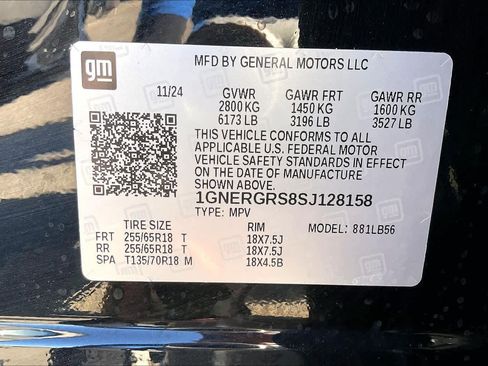 gm
MFD BY GENERAL MOTORS LLC
11/24 GVWR GAWR FRT GAWR RR
2800 KG 1450 KG 1600 KG
6173 LB 3196 LB 3527 LB
THIS VEHICLE CONFORMS TO ALL
APPLICABLE U.S. FEDERAL MOTOR
VEHICLE SAFETY STANDARDS IN EFFECT
ON THE DATE OF MANUFACTURE
SHOWN ABOVE.
1GNERGRS8SJ128158
TYPE: MPV
TIRE SIZE RIM MODEL: 881LB56
FRT 255/65R18 T 18X7.5J
RR 255/65R18 T 18X7.5J
SPA T135/70R18 M 18X4.5B